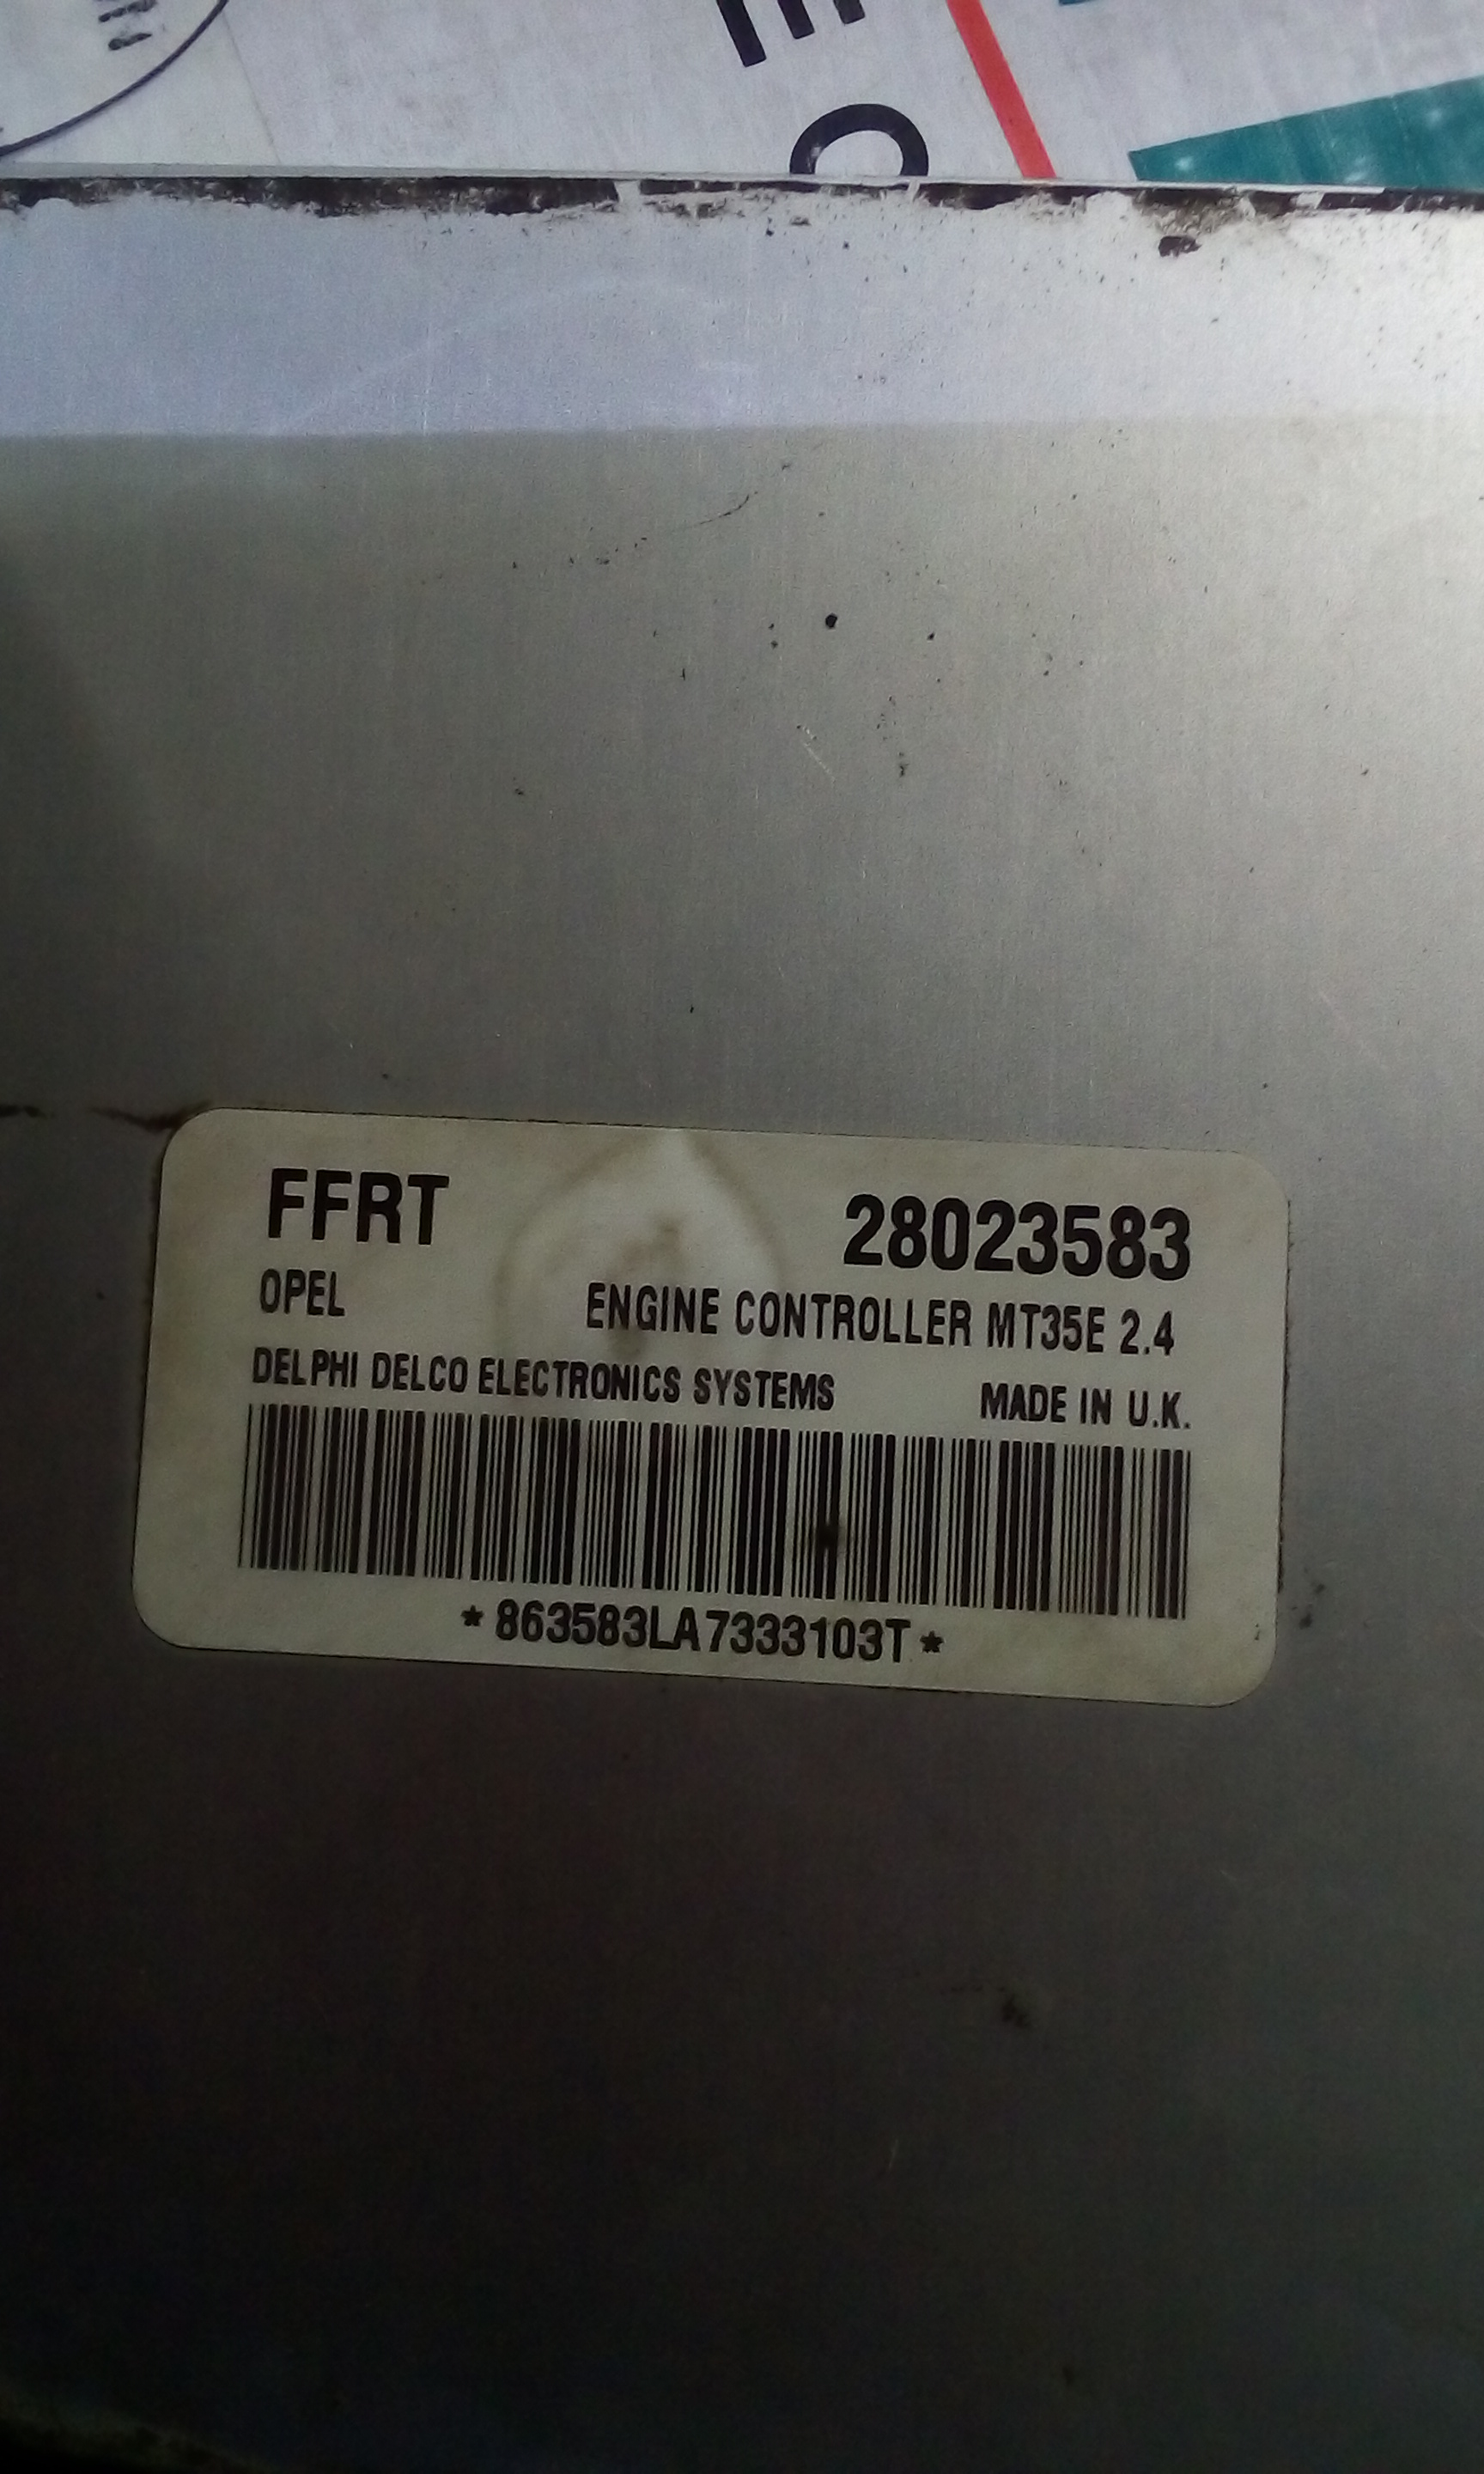 FFRT 28023583
OPEL ENGINE CONTROLLER MT35E 2.4
DELPHI DELCO ELECTRONICS SYSTEMS MADE IN U.K.
*863583LA7333103T*